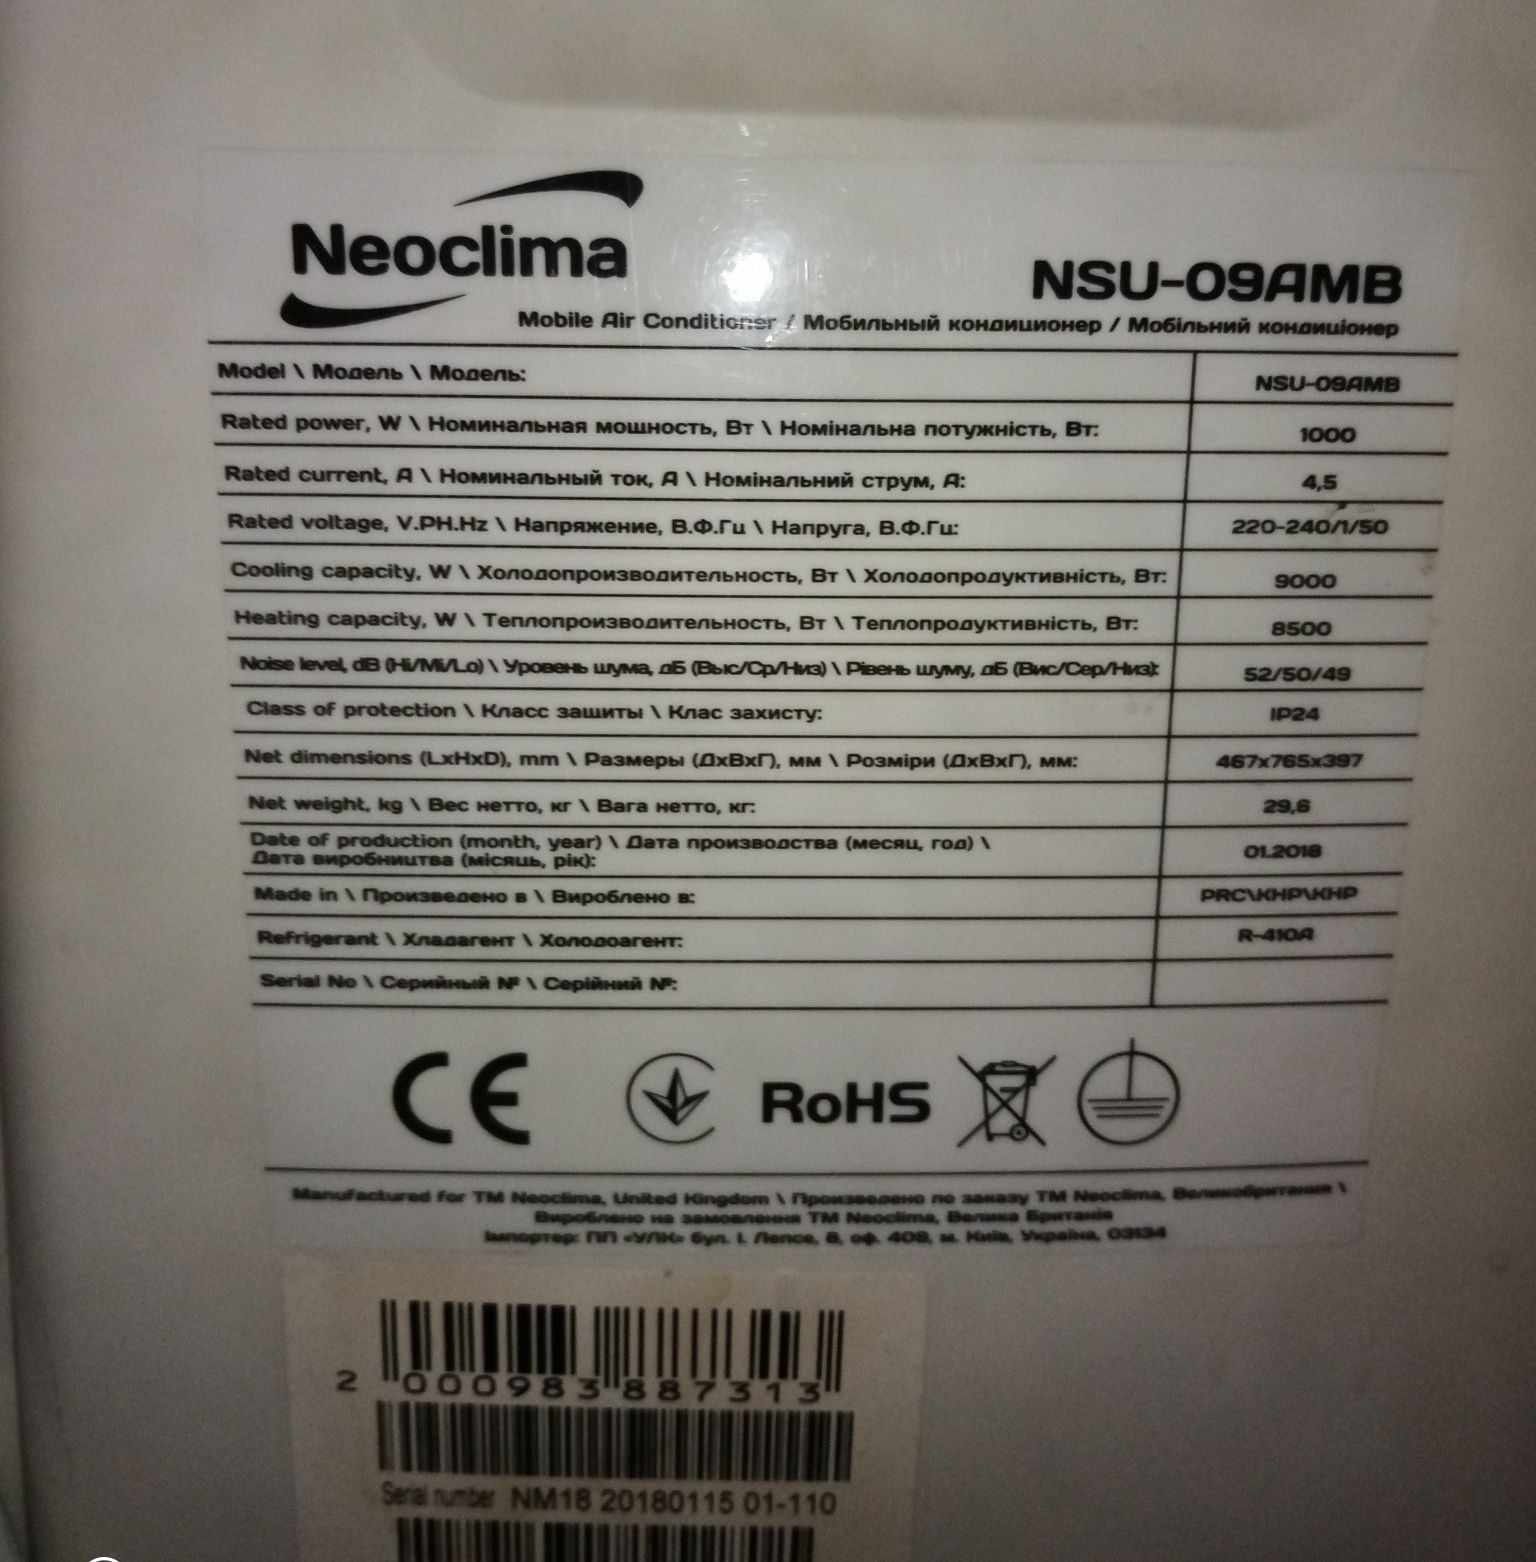 Neoclima
NSU-09AMB
Mobile Air Conditioner / Мобильный кондиционер / Мобільний кондиціонер
Model \ Модель \ Модель: NSU-09AMB
Rated power, W \ Номинальная мощность, Вт \ Номінальна потужність, Вт: 1000
Rated current, A \ Номинальный ток, А \ Номінальний струм, А: 4,5
Rated voltage, V.PH.Hz \ Напряжение, В.Ф.Гц \ Напруга, В.Ф.Гц: 220-240/1/50
Cooling capacity, W \ Холодопроизводительность, Вт \ Холодопродуктивність, Вт: 9000
Heating capacity, W \ Теплопроизводительность, Вт \ Теплопродуктивність, Вт: 8500
Noise level, dB (Hi/Mi/Lo) \ Уровень шума, дБ (Выс/Ср/Низ) \ Рівень шуму, дБ (Вис/Сер/Низ): 52/50/49
Class of protection \ Класс защиты \ Клас захисту: IP24
Net dimensions (LxHxD), mm \ Размеры (ДхВхГ), мм \ Розміри (ДхВхГ), мм: 467x765x397
Net weight, kg \ Вес нетто, кг \ Вага нетто, кг: 29,6
Date of production (month, year) \ Дата производства (месяц, год) \
Дата виробництва (місяць, рік): 01.2018
Made in \ Произведено в \ Вироблено в: PRC\КНР\КНР
Refrigerant \ Хладагент \ Холодоагент: R-410A
Serial No \ Серийный № \ Серійний №:
CE RoHS
Manufactured for TM Neoclima, United Kingdom \ Произведено по заказу ТМ Neoclima, Великобритания \
Вироблено на замовлення ТМ Neoclima, Велика Британія
Імпортер: ПП «УЛК» бул. І. Лепсе, 8, оф. 409, м. Київ, Україна, 03134
2 000983 887313
Serial number NM18 20180115 01-110